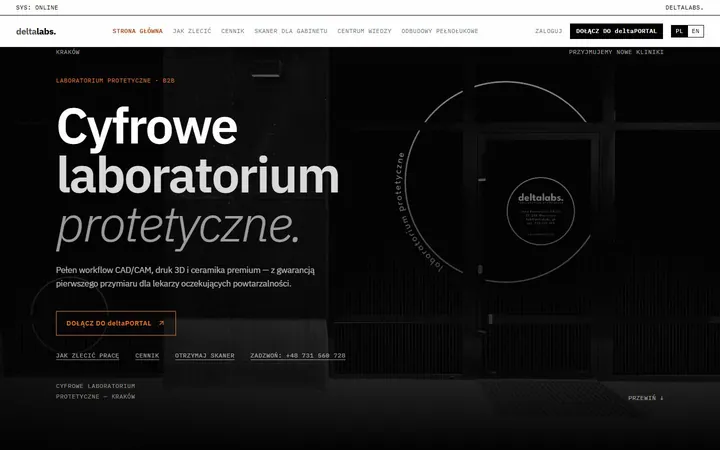 SYS: ONLINE
DELTALABS.
deltalabs.
STRONA GŁÓWNA
JAK ZLECIĆ
CENNIK
SKANER DLA GABINETU
CENTRUM WIEDZY
ODBUDOWY PEŁNOŁUKOWE
ZALOGUJ
DOŁĄCZ DO deltaPORTAL
PL
EN
KRAKÓW
PRZYJMUJEMY NOWE KLINIKI
LABORATORIUM PROTETYCZNE · B2B
Cyfrowe
laboratorium
protetyczne.
laboratorium protetyczne
deltalabs.
Pełen workflow CAD/CAM, druk 3D i ceramika premium — z gwarancją
pierwszego przymiaru dla lekarzy oczekujących powtarzalności.
DOŁĄCZ DO deltaPORTAL ↗
JAK ZLECIĆ PRACĘ
CENNIK
OTRZYMAJ SKANER
ZADZWOŃ: +48 731 560 728
CYFROWE LABORATORIUM
PROTETYCZNE — KRAKÓW
PRZEWIŃ ↓